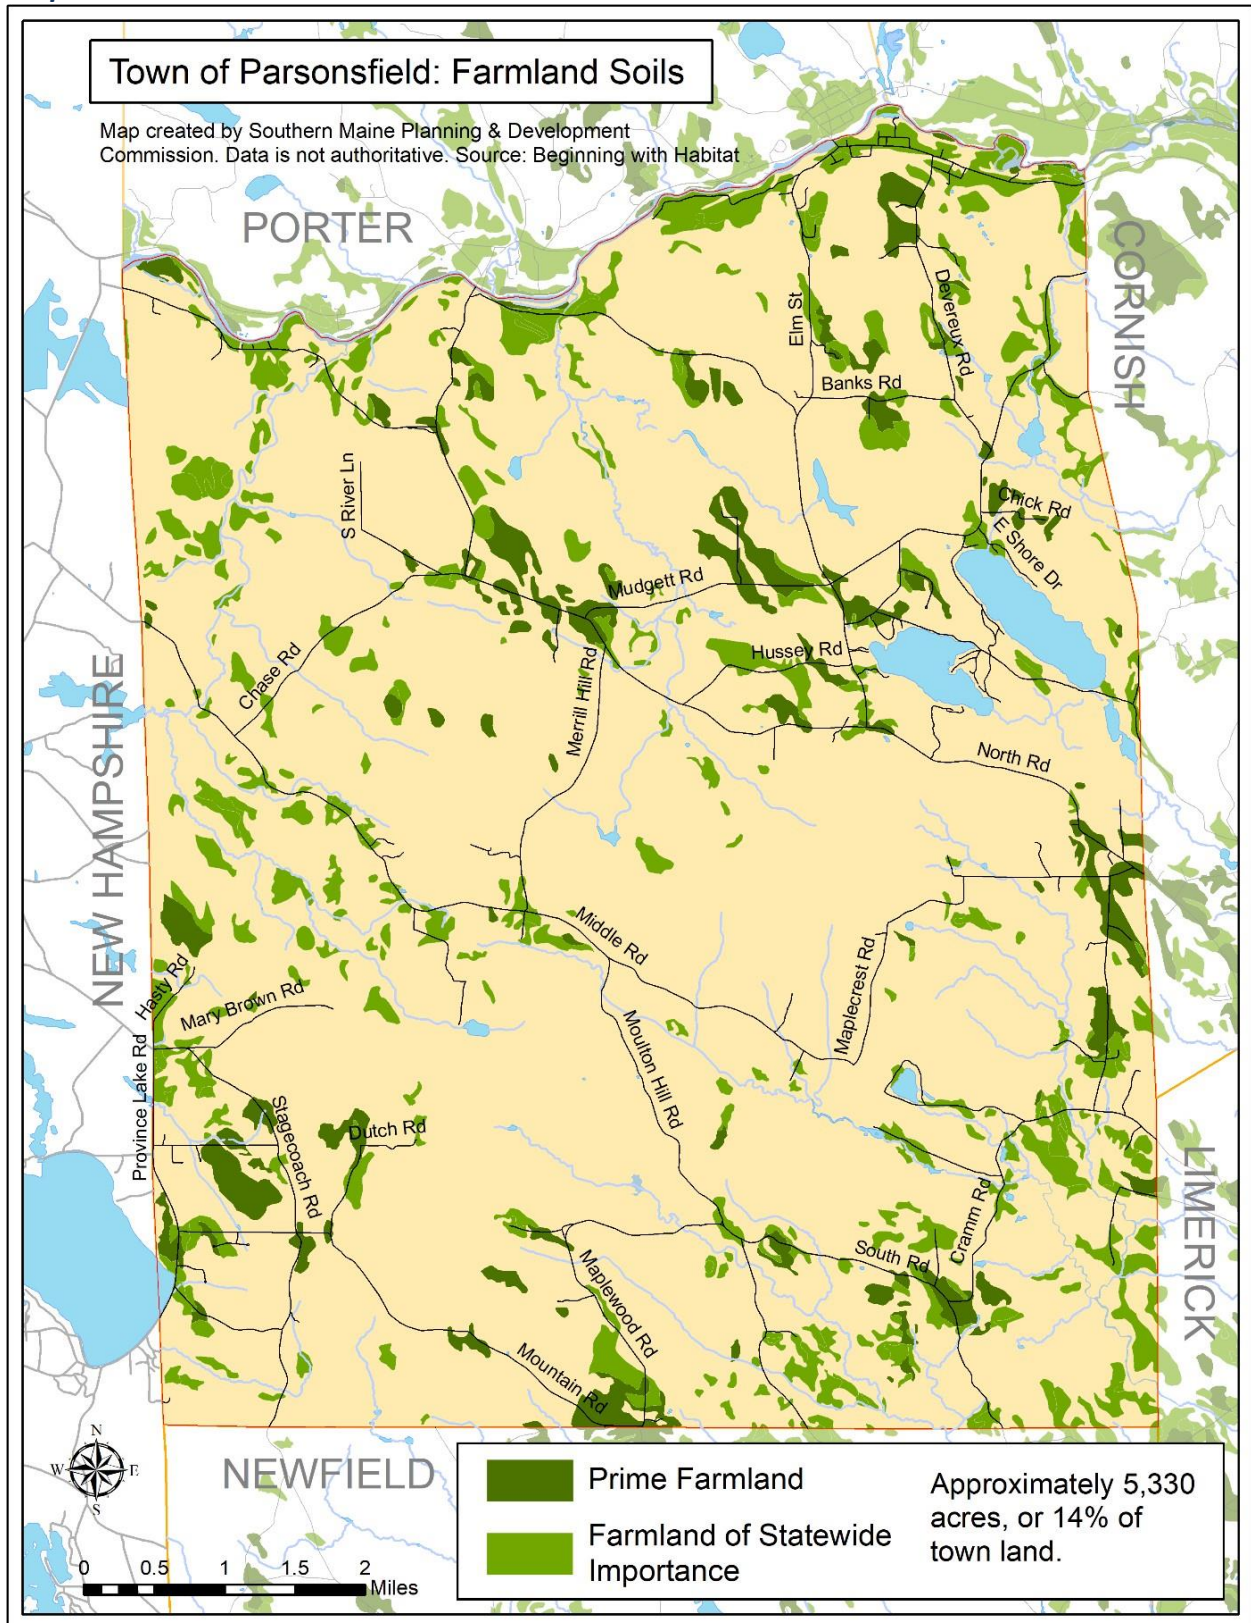 Town of Parsonsfield: Farmland Soils
Map created by Southern Maine Planning & Development
Commission. Data is not authoritative. Source: Beginning with Habitat
PORTER
CORNISH
Elm St
Devereux Rd
Banks Rd
S River Ln
Chick Rd
E Shore Dr
Mudgett Rd
Hussey Rd
Chase Rd
Merrill Hill Rd
NEW HAMPSHIRE
North Rd
Middle Rd
Maplecrest Rd
Hasty Rd
Mary Brown Rd
Province Lake Rd
Moulton Hill Rd
Stagecoach Rd
Dutch Rd
LIMERICK
Cramm Rd
South Rd
Maplewood Rd
Mountain Rd
N
W
E
S
NEWFIELD
Prime Farmland
Farmland of Statewide
Importance
Approximately 5,330
acres, or 14% of
town land.
0 0.5 1 1.5 2
Miles